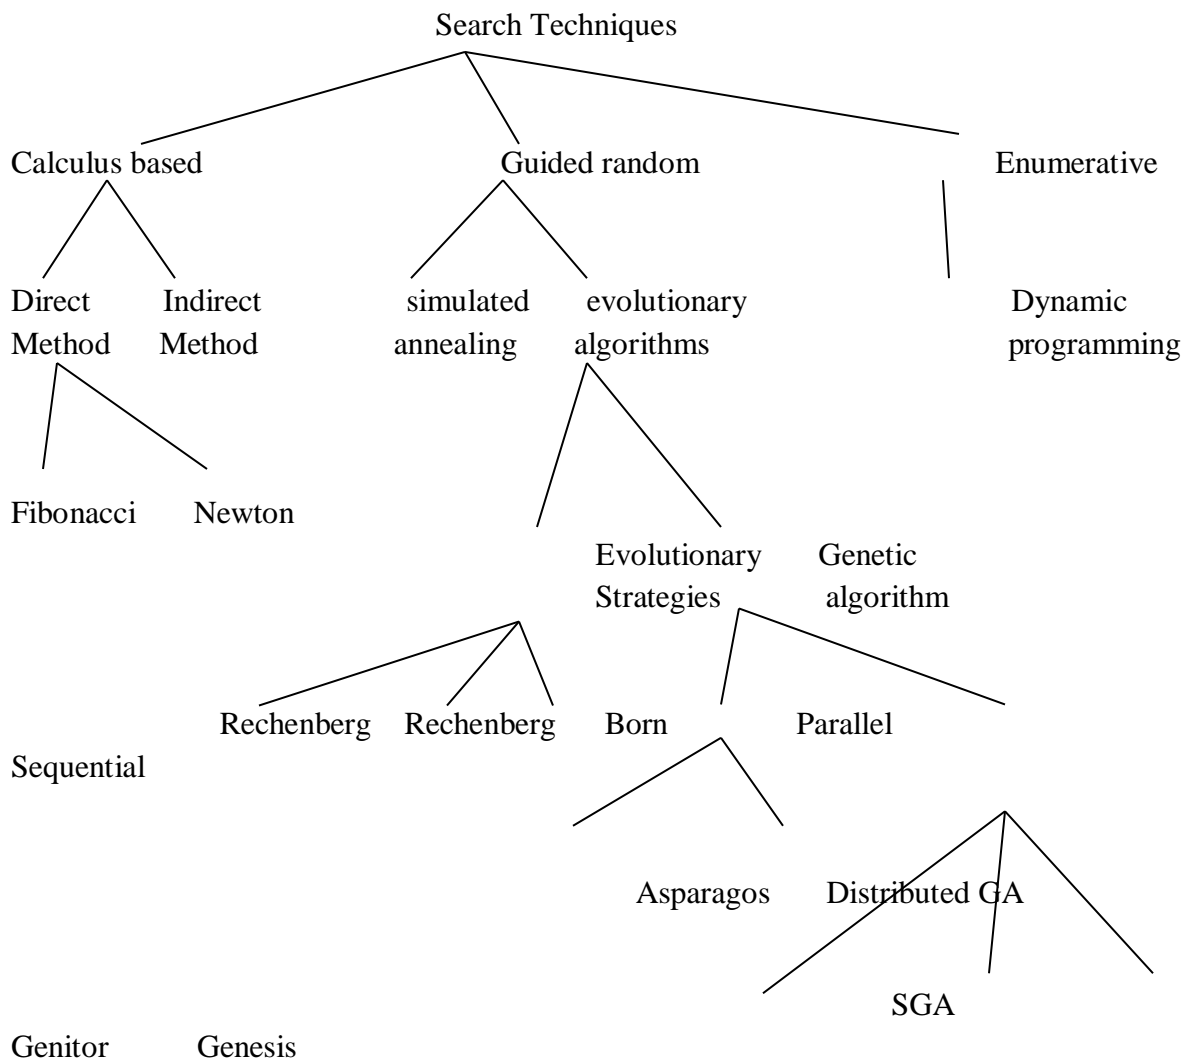 Search Techniques
Calculus based Guided random Enumerative
Direct Indirect simulated evolutionary Dynamic
Method Method annealing algorithms programming
Fibonacci Newton
Evolutionary Genetic
Strategies algorithm
Rechenberg Rechenberg Born Parallel
Sequential
Asparagos Distributed GA
SGA
Genitor Genesis